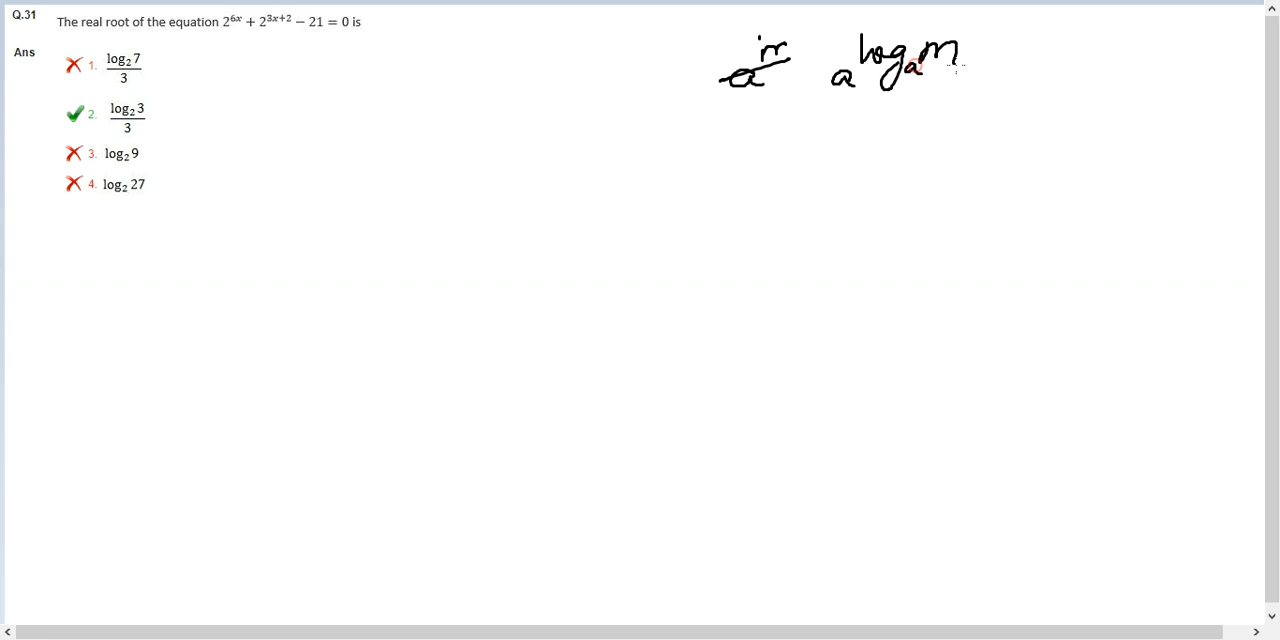 Q.31 The real root of the equation 2^{6x} + 2^{3x+2} − 21 = 0 is
Ans
1. log₂ 7 / 3
2. log₂ 3 / 3
3. log₂ 9
4. log₂ 27
a^m a^{log_a m}